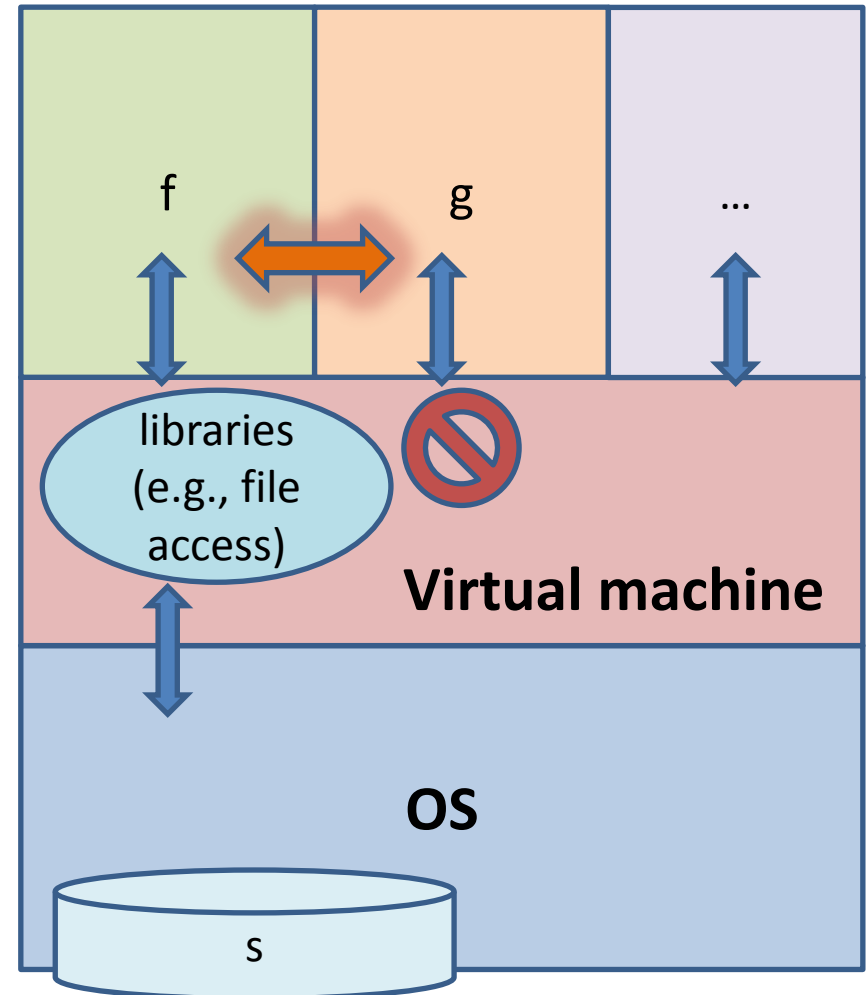 f
g
...
libraries
(e.g., file
access)
Virtual machine
OS
s